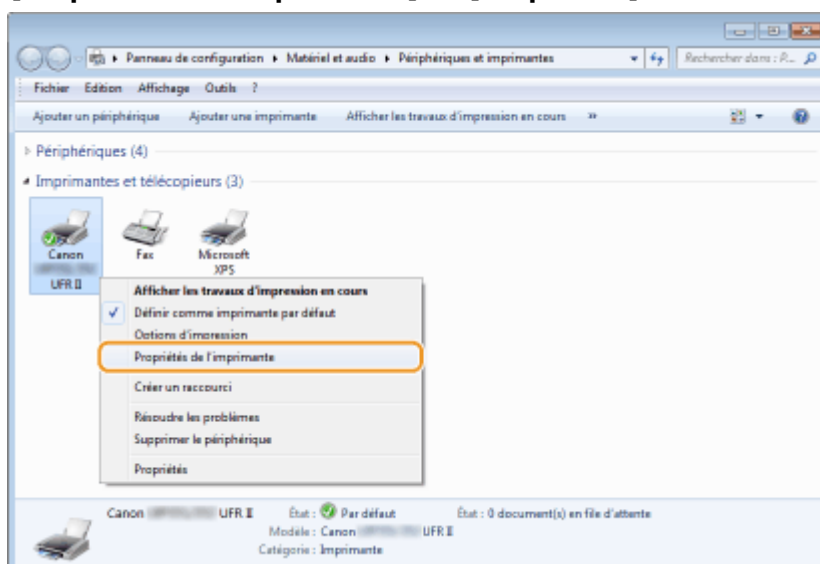 Panneau de configuration ▸ Matériel et audio ▸ Périphériques et imprimantes
Rechercher dans : P...
Fichier Edition Affichage Outils ?
Ajouter un périphérique Ajouter une imprimante Afficher les travaux d'impression en cours »
Périphériques (4)
Imprimantes et télécopieurs (3)
Canon
UFR II
Fax
Microsoft
XPS
Afficher les travaux d'impression en cours
Définir comme imprimante par défaut
Options d'impression
Propriétés de l'imprimante
Créer un raccourci
Résoudre les problèmes
Supprimer le périphérique
Propriétés
Canon UFR II État : Par défaut État : 0 document(s) en file d'attente
Modèle : Canon UFR II
Catégorie : Imprimante